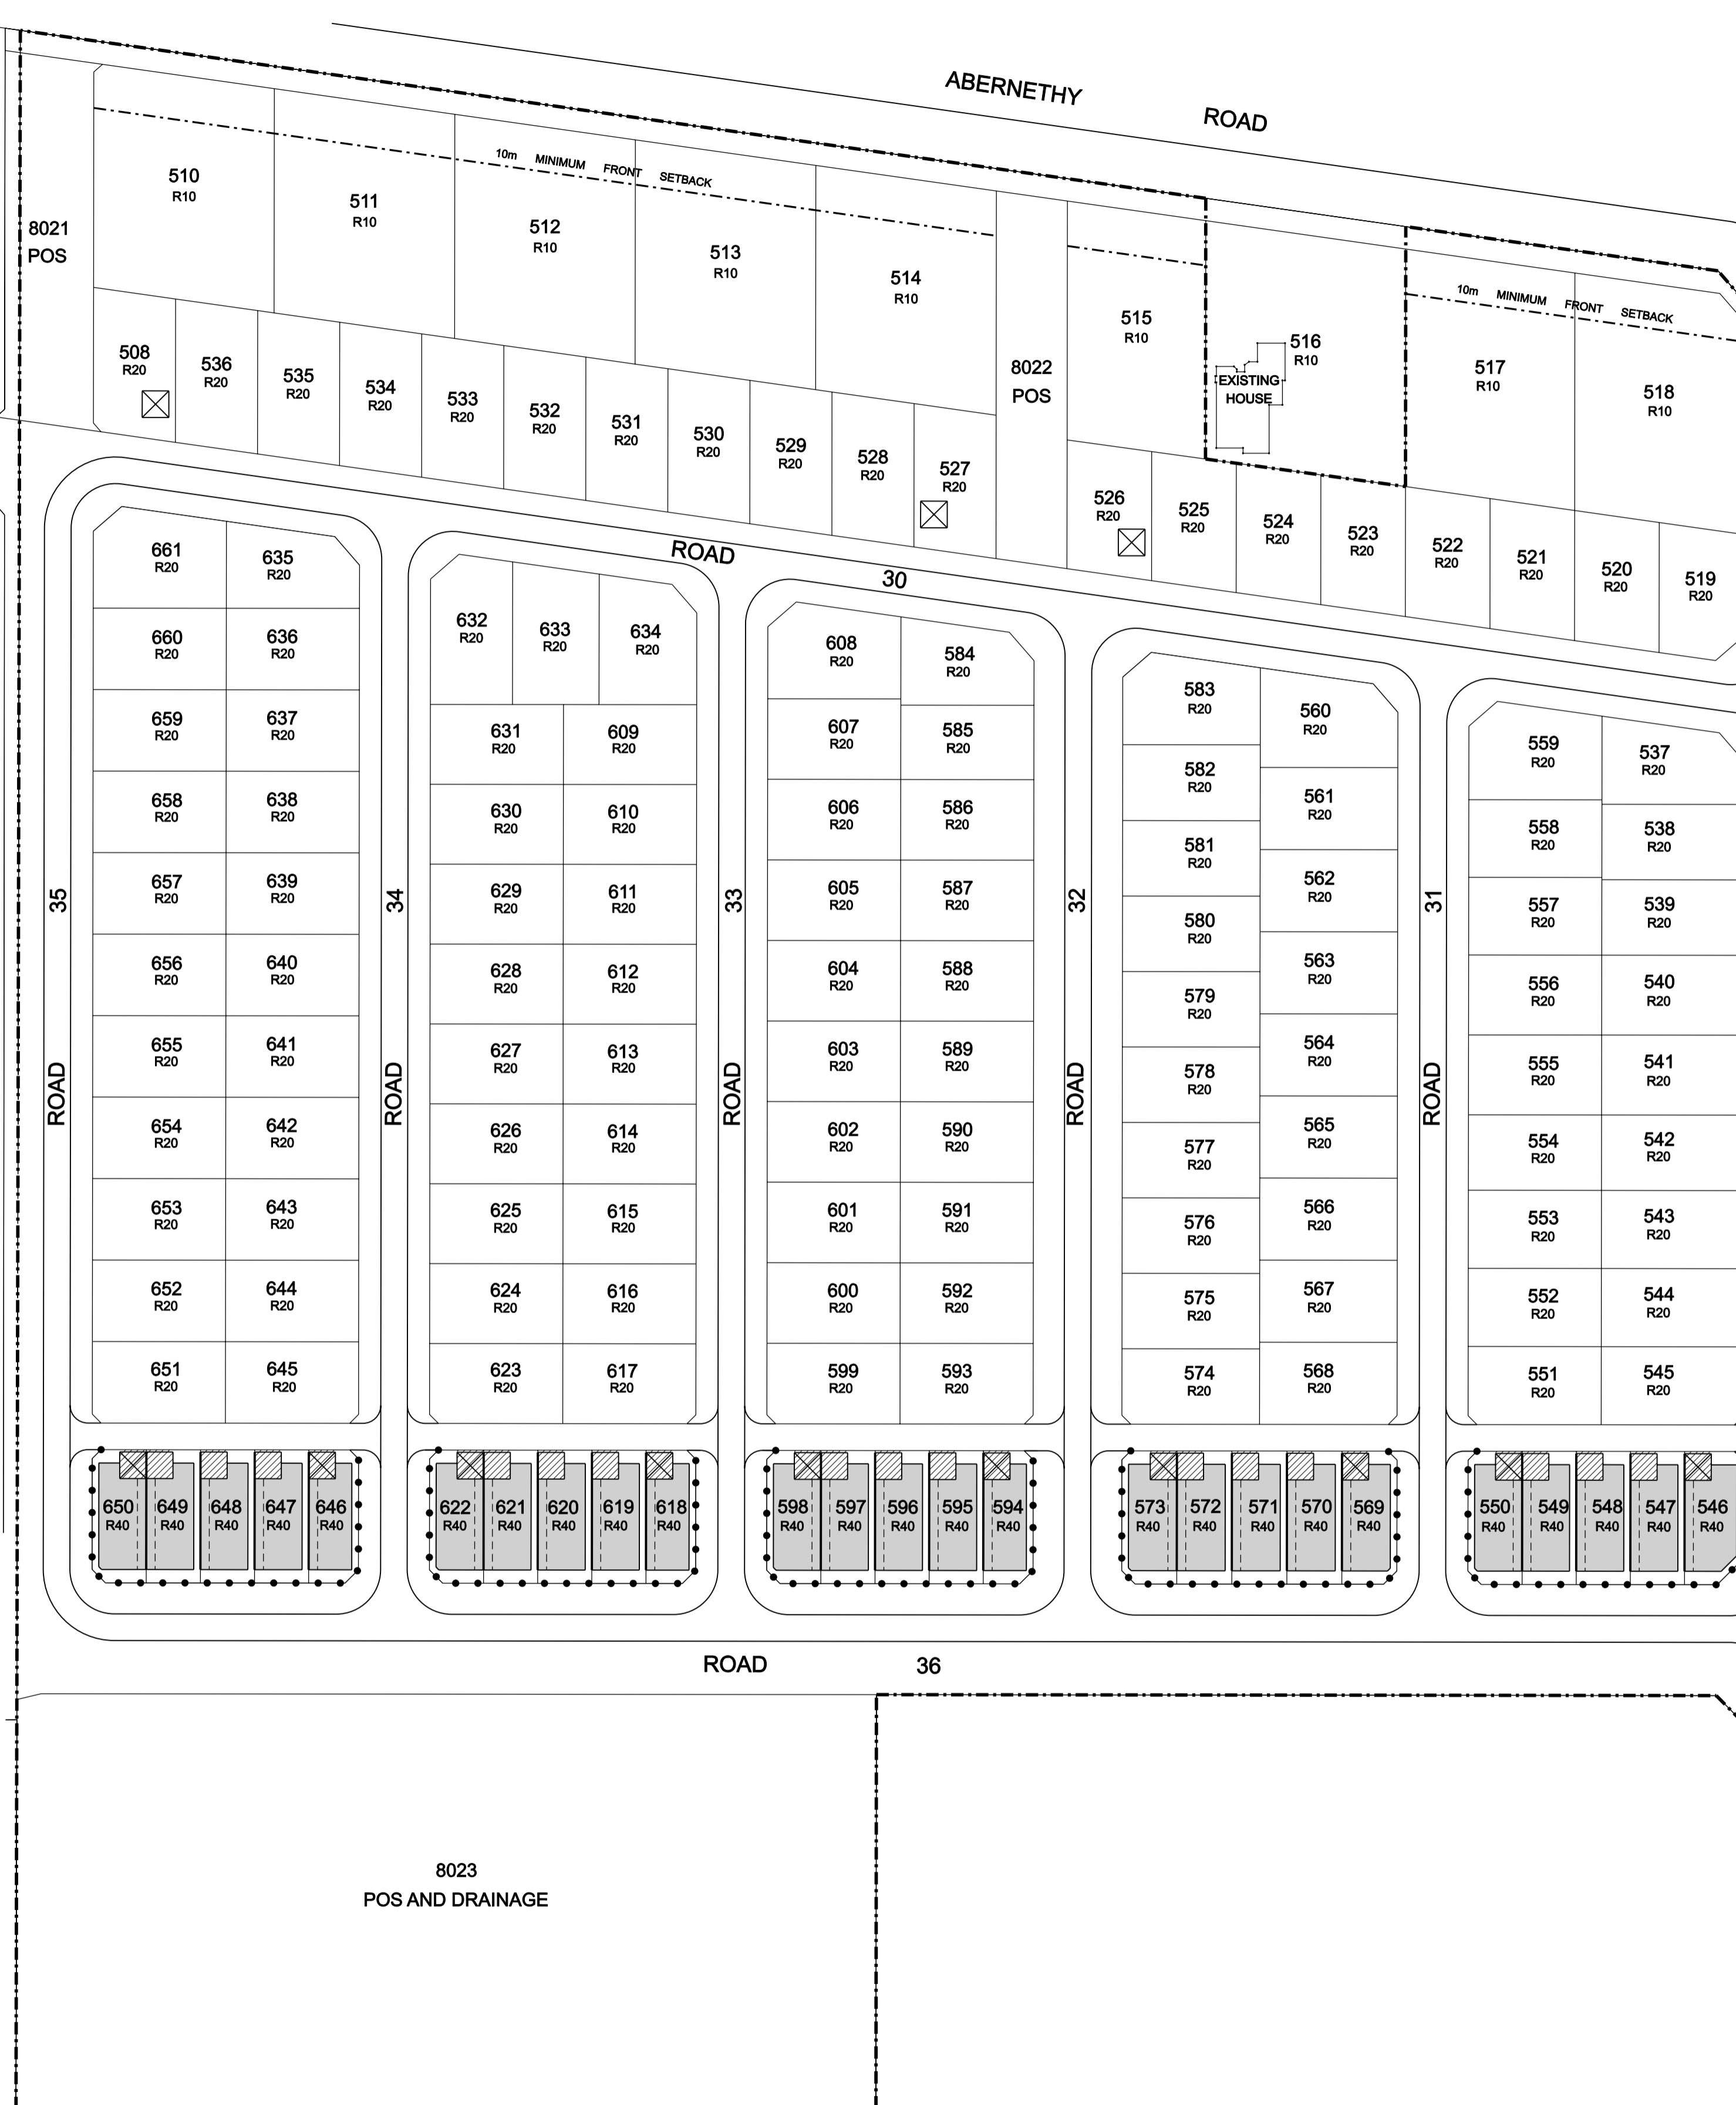 ABERNETHY ROAD
10m MINIMUM FRONT SETBACK
8021
POS
510
R10
511
R10
512
R10
513
R10
514
R10
8022
POS
515
R10
516
R10
EXISTING
HOUSE
10m MINIMUM FRONT SETBACK
517
R10
518
R10
508
R20
536
R20
535
R20
534
R20
533
R20
532
R20
531
R20
530
R20
529
R20
528
R20
527
R20
526
R20
525
R20
524
R20
523
R20
522
R20
521
R20
520
R20
519
R20
ROAD 30
ROAD 35
661
R20
635
R20
660
R20
636
R20
659
R20
637
R20
658
R20
638
R20
657
R20
639
R20
656
R20
640
R20
655
R20
641
R20
654
R20
642
R20
653
R20
643
R20
652
R20
644
R20
651
R20
645
R20
650
R40
649
R40
648
R40
647
R40
646
R40
ROAD 34
632
R20
633
R20
634
R20
631
R20
609
R20
630
R20
610
R20
629
R20
611
R20
628
R20
612
R20
627
R20
613
R20
626
R20
614
R20
625
R20
615
R20
624
R20
616
R20
623
R20
617
R20
622
R40
621
R40
620
R40
619
R40
618
R40
ROAD 33
608
R20
584
R20
607
R20
585
R20
606
R20
586
R20
605
R20
587
R20
604
R20
588
R20
603
R20
589
R20
602
R20
590
R20
601
R20
591
R20
600
R20
592
R20
599
R20
593
R20
598
R40
597
R40
596
R40
595
R40
594
R40
ROAD 32
583
R20
560
R20
582
R20
561
R20
581
R20
562
R20
580
R20
563
R20
579
R20
564
R20
578
R20
565
R20
577
R20
566
R20
576
R20
567
R20
575
R20
568
R20
574
R20
573
R40
572
R40
571
R40
570
R40
569
R40
ROAD 31
559
R20
537
R20
558
R20
538
R20
557
R20
539
R20
556
R20
540
R20
555
R20
541
R20
554
R20
542
R20
553
R20
543
R20
552
R20
544
R20
551
R20
545
R20
550
R40
549
R40
548
R40
547
R40
546
R40
ROAD 36
8023
POS AND DRAINAGE